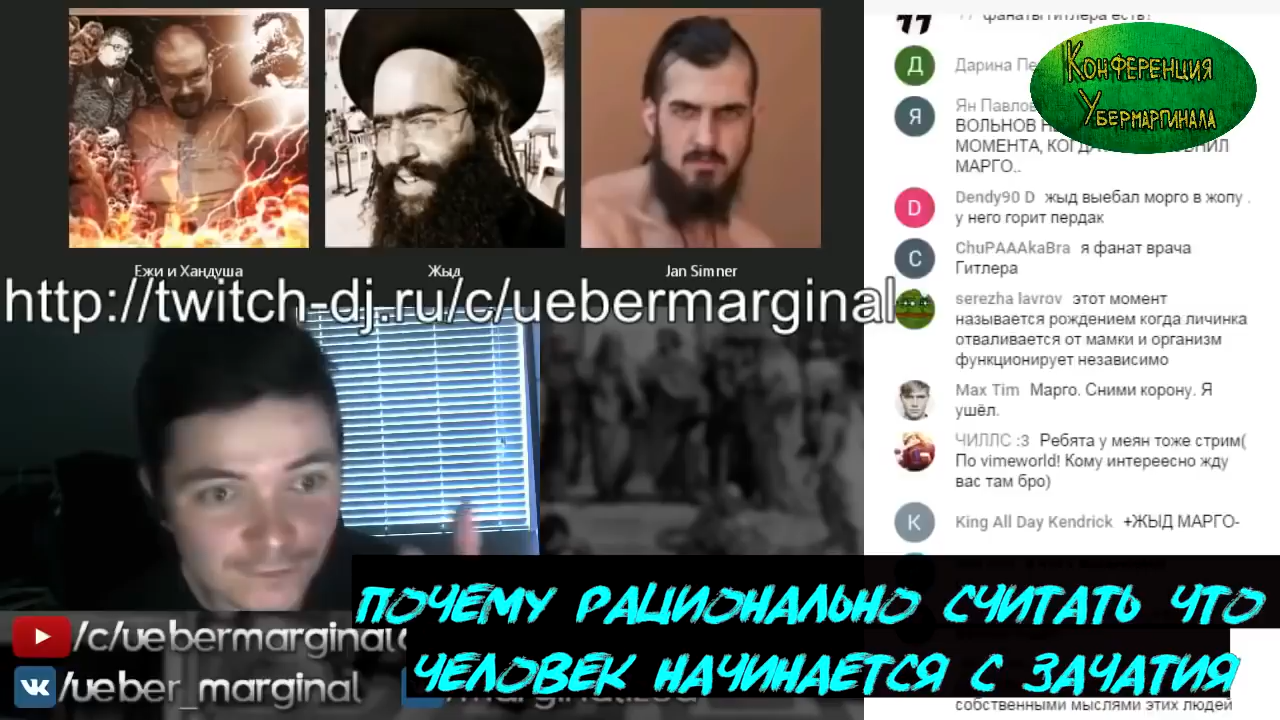 Ежи и Хандуша
Жыд
Jan Simner
http://twitch-dj.ru/c/uebermarginal
/c/uebermarginal
/ueber_marginal
ПОЧЕМУ РАЦИОНАЛЬНО СЧИТАТЬ ЧТО
ЧЕЛОВЕК НАЧИНАЕТСЯ С ЗАЧАТИЯ
Конференция
Убермаргинала
фанаты гитлера есть?
Д
Дарина
Я
Ян Павлов
ВОЛЬНОВ
МОМЕНТА,
МАРГО..
D
Dendy90 D жыд выебал морго в жопу .
у него горит пердак
C
ChuPAAAkaBra я фанат врача
Гитлера
serezha lavrov этот момент
называется рождением когда личинка
отваливается от мамки и организм
функционирует независимо
Max Tim Марго. Сними корону. Я
ушёл.
ЧИЛЛС :3 Ребята у меян тоже стрим(
По vimeworld! Кому интереесно жду
вас там бро)
K
King All Day Kendrick +ЖЫД МАРГО-
собственными мыслями этих людей